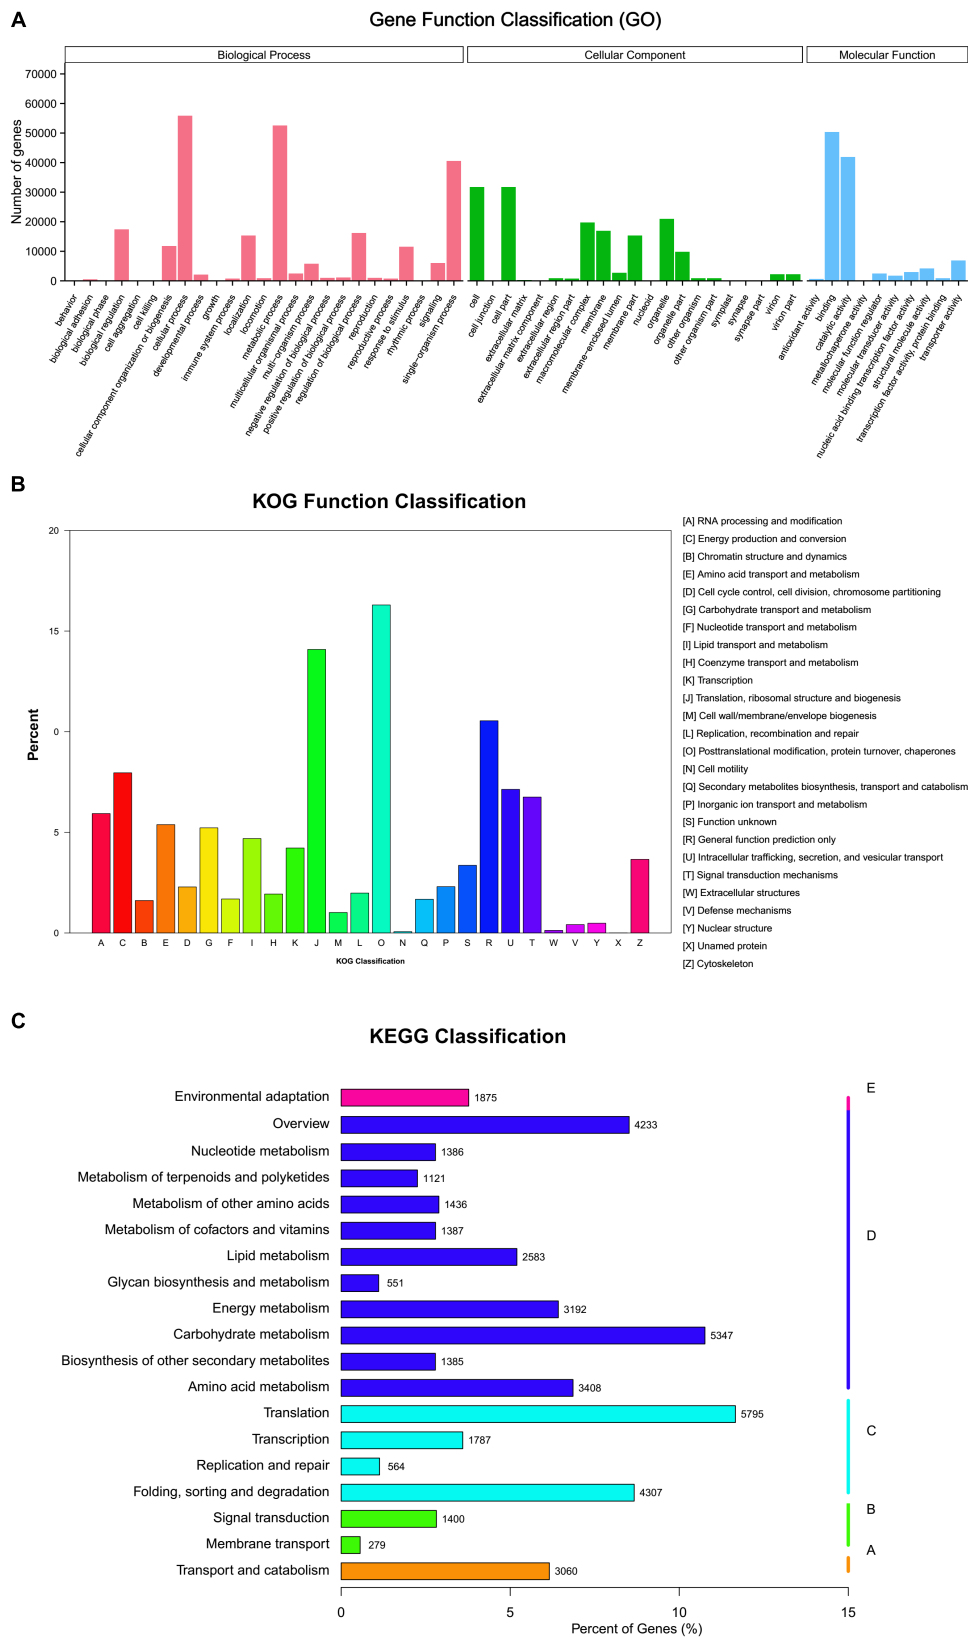 A
Gene Function Classification (GO)
Biological Process
Cellular Component
Molecular Function
Number of genes
70000
60000
50000
40000
30000
20000
10000
0
behavior
biological adhesion
biological phase
biological regulation
cell aggregation
cell killing
cellular component organization or biogenesis
cellular process
developmental process
growth
immune system process
localization
locomotion
metabolic process
multicellular organismal process
multi−organism process
negative regulation of biological process
positive regulation of biological process
regulation of biological process
reproduction
reproductive process
response to stimulus
rhythmic process
signaling
single−organism process
cell
cell junction
cell part
extracellular matrix
extracellular matrix component
extracellular region
extracellular region part
macromolecular complex
membrane
membrane−enclosed lumen
membrane part
nucleoid
organelle
organelle part
other organism
other organism part
symplast
synapse
synapse part
virion
virion part
antioxidant activity
binding
catalytic activity
metallochaperone activity
molecular function regulator
molecular transducer activity
nucleic acid binding transcription factor activity
structural molecule activity
transcription factor activity, protein binding
transporter activity
B
KOG Function Classification
Percent
20
15
0
5
0
A C B E D G F I H K J M L O N Q P S R U T W V Y X Z
KOG Classification
[A] RNA processing and modification
[C] Energy production and conversion
[B] Chromatin structure and dynamics
[E] Amino acid transport and metabolism
[D] Cell cycle control, cell division, chromosome partitioning
[G] Carbohydrate transport and metabolism
[F] Nucleotide transport and metabolism
[I] Lipid transport and metabolism
[H] Coenzyme transport and metabolism
[K] Transcription
[J] Translation, ribosomal structure and biogenesis
[M] Cell wall/membrane/envelope biogenesis
[L] Replication, recombination and repair
[O] Posttranslational modification, protein turnover, chaperones
[N] Cell motility
[Q] Secondary metabolites biosynthesis, transport and catabolism
[P] Inorganic ion transport and metabolism
[S] Function unknown
[R] General function prediction only
[U] Intracellular trafficking, secretion, and vesicular transport
[T] Signal transduction mechanisms
[W] Extracellular structures
[V] Defense mechanisms
[Y] Nuclear structure
[X] Unamed protein
[Z] Cytoskeleton
C
KEGG Classification
Environmental adaptation 1875
E
Overview 4233
Nucleotide metabolism 1386
Metabolism of terpenoids and polyketides 1121
Metabolism of other amino acids 1436
Metabolism of cofactors and vitamins 1387
D
Lipid metabolism 2583
Glycan biosynthesis and metabolism 551
Energy metabolism 3192
Carbohydrate metabolism 5347
Biosynthesis of other secondary metabolites 1385
Amino acid metabolism 3408
Translation 5795
C
Transcription 1787
Replication and repair 564
Folding, sorting and degradation 4307
B
Signal transduction 1400
Membrane transport 279
A
Transport and catabolism 3060
0 5 10 15
Percent of Genes (%)